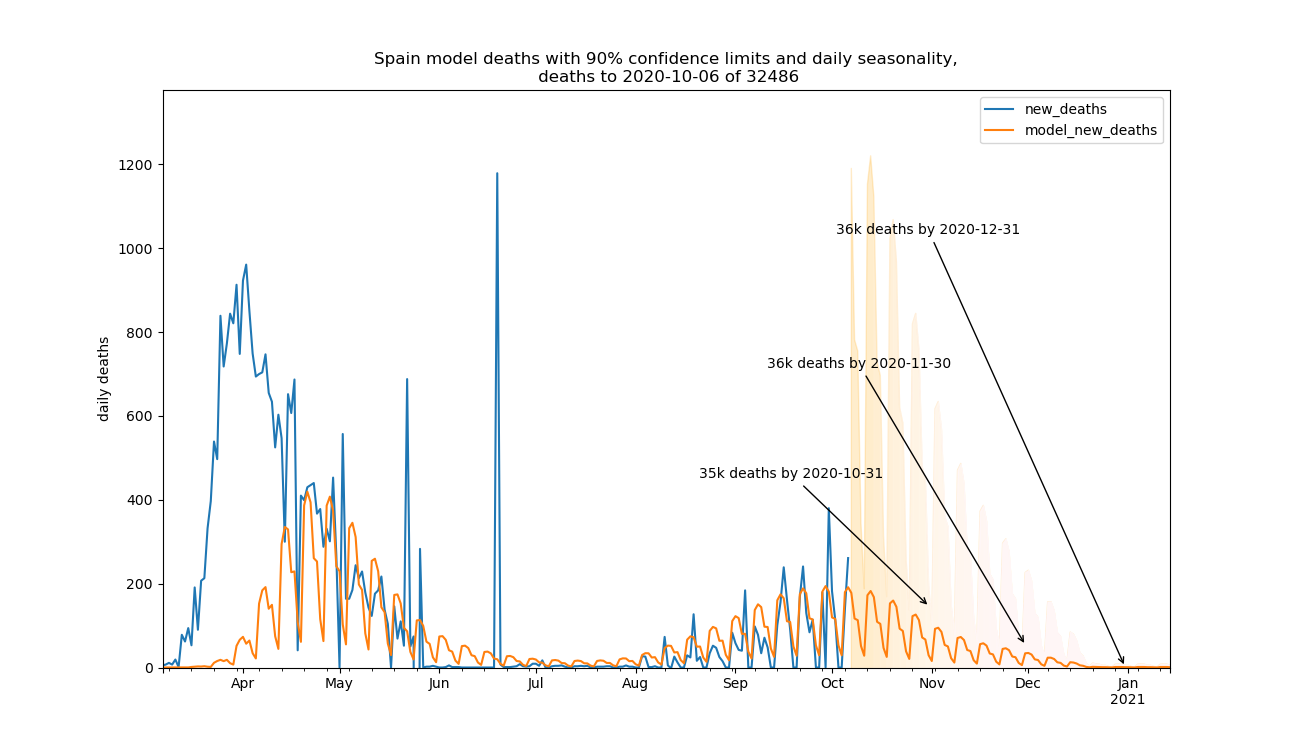 Spain model deaths with 90% confidence limits and daily seasonality,
deaths to 2020-10-06 of 32486
new_deaths
model_new_deaths
daily deaths
1200
1000
800
600
400
200
0
36k deaths by 2020-12-31
36k deaths by 2020-11-30
35k deaths by 2020-10-31
Apr May Jun Jul Aug Sep Oct Nov Dec Jan
2021